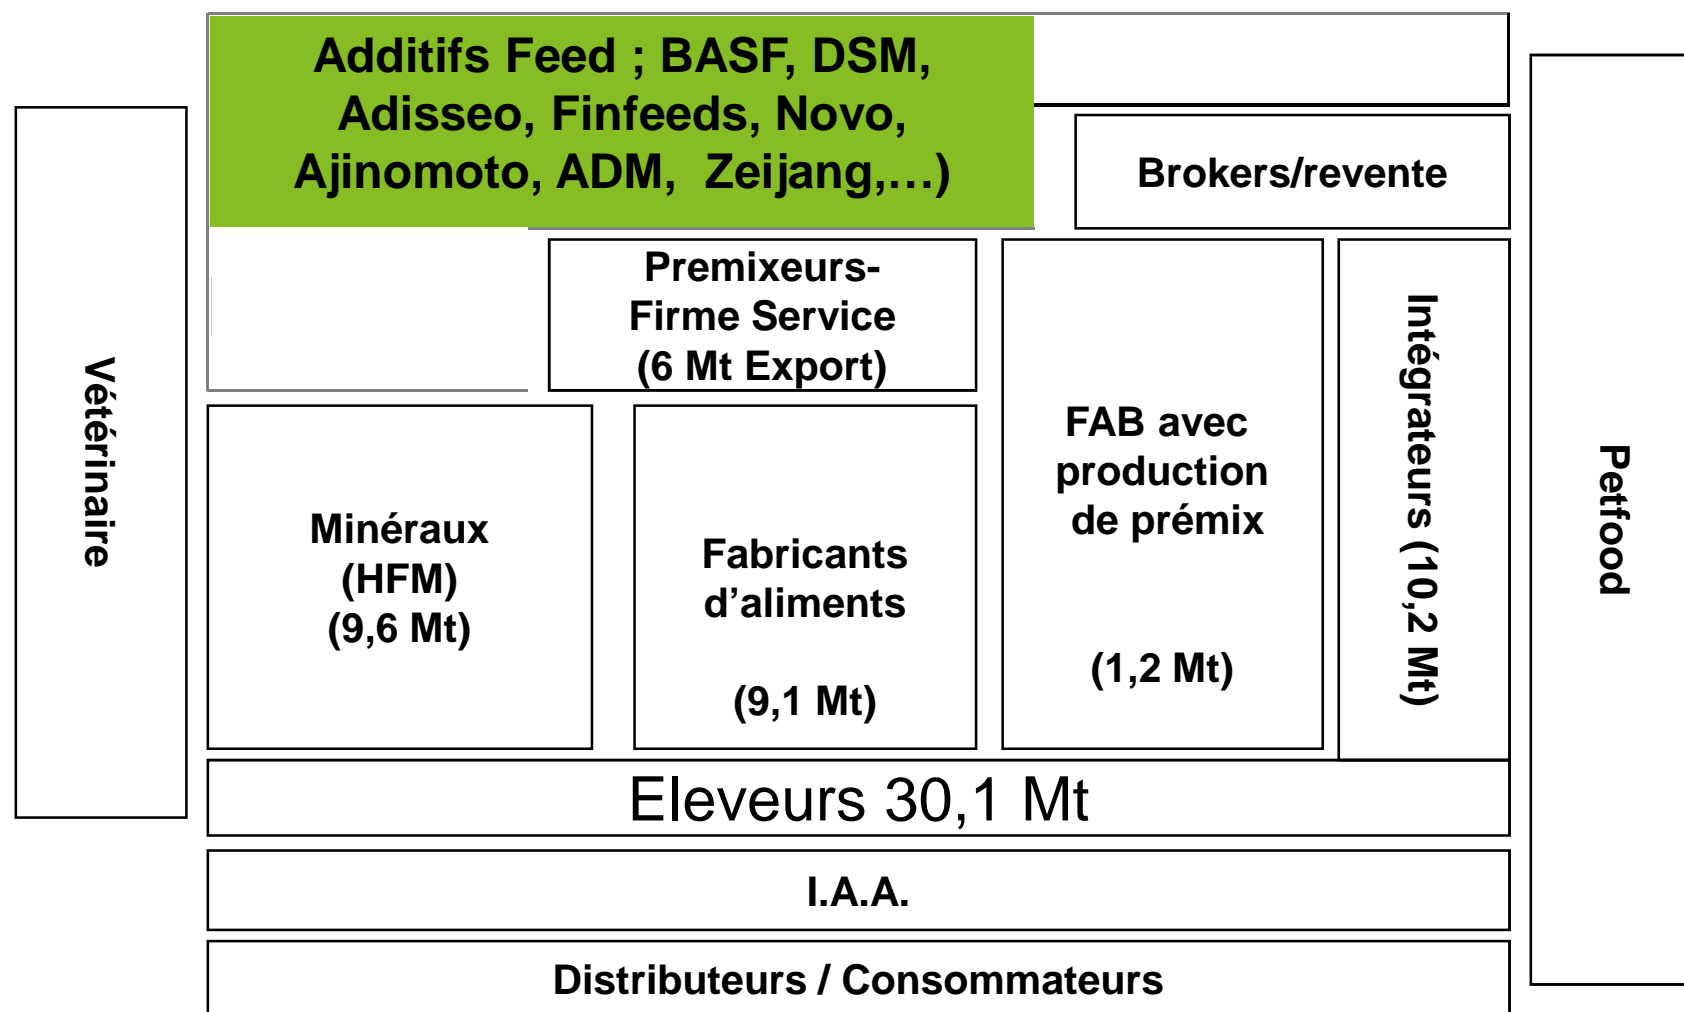 Additifs Feed ; BASF, DSM,
Adisseo, Finfeeds, Novo,
Ajinomoto, ADM, Zeijang,…)
Brokers/revente
Vétérinaire
Premixeurs-
Firme Service
(6 Mt Export)
FAB avec
production
de prémix
(1,2 Mt)
Intégrateurs (10,2 Mt)
Petfood
Minéraux
(HFM)
(9,6 Mt)
Fabricants
d’aliments
(9,1 Mt)
Eleveurs 30,1 Mt
I.A.A.
Distributeurs / Consommateurs